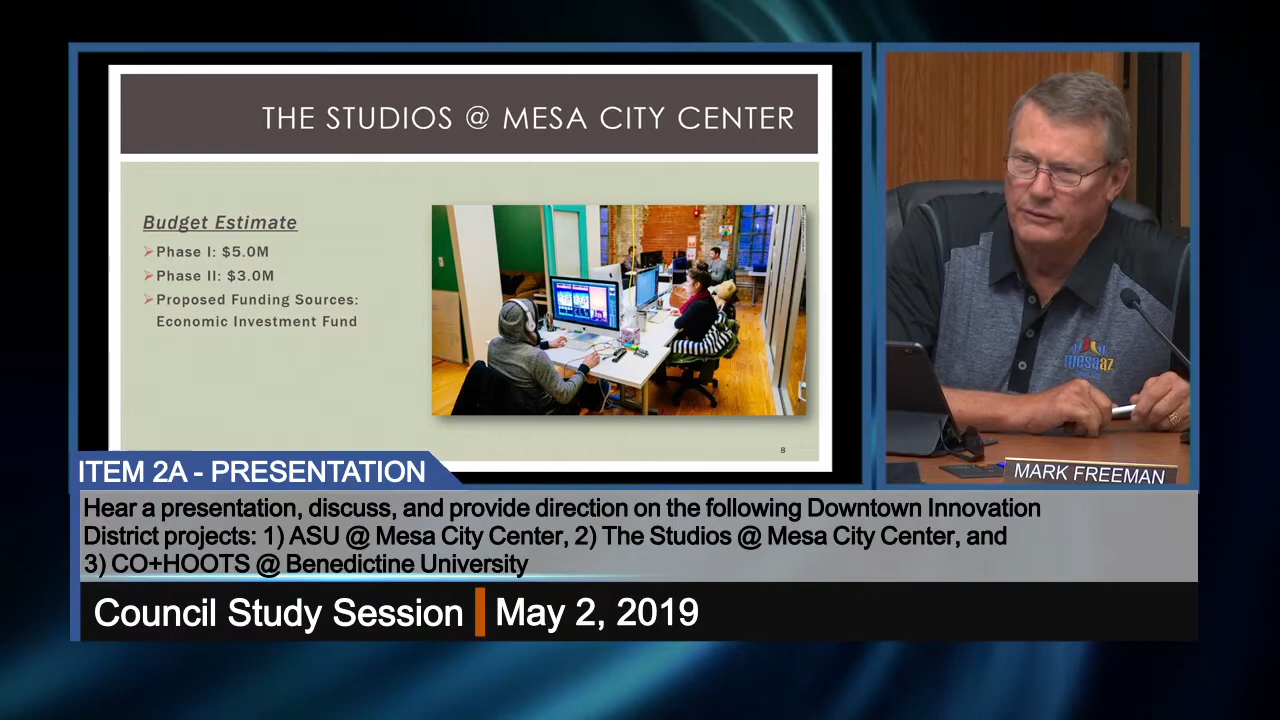 THE STUDIOS @ MESA CITY CENTER
Budget Estimate
Phase I: $5.0M
Phase II: $3.0M
Proposed Funding Sources:
Economic Investment Fund
8
mesaaz
MARK FREEMAN
ITEM 2A - PRESENTATION
Hear a presentation, discuss, and provide direction on the following Downtown Innovation
District projects: 1) ASU @ Mesa City Center, 2) The Studios @ Mesa City Center, and
3) CO+HOOTS @ Benedictine University
Council Study Session
May 2, 2019